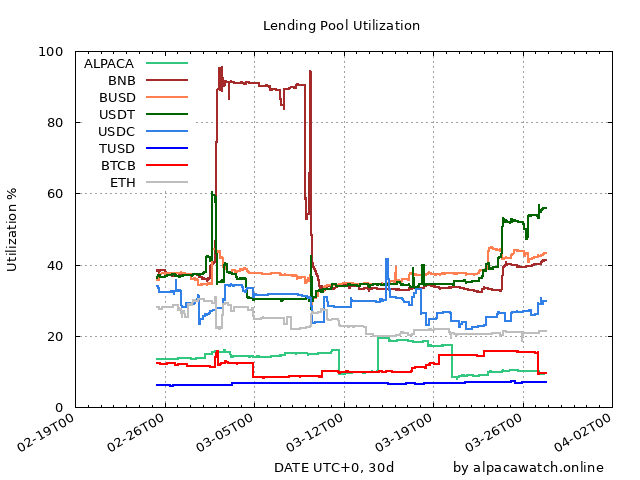 Lending Pool Utilization
100
80
60
40
20
0
Utilization %
ALPACA
BNB
BUSD
USDT
USDC
TUSD
BTCB
ETH
02-19T00
02-26T00
03-05T00
03-12T00
03-19T00
03-26T00
04-02T00
DATE UTC+0, 30d
by alpacawatch.online